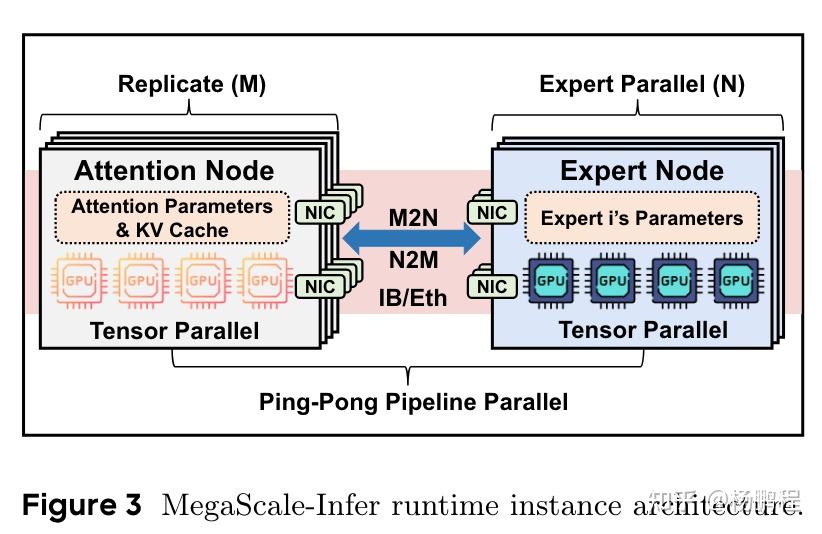 Replicate (M)
Expert Parallel (N)
Attention Node
Attention Parameters
& KV Cache
NIC
NIC
GPU GPU GPU GPU
Tensor Parallel
M2N
N2M
IB/Eth
Expert Node
NIC
Expert i's Parameters
NIC
GPU GPU GPU GPU
Tensor Parallel
Ping-Pong Pipeline Parallel
Figure 3 MegaScale-Infer runtime instance architecture.
知乎 @杨鹏程